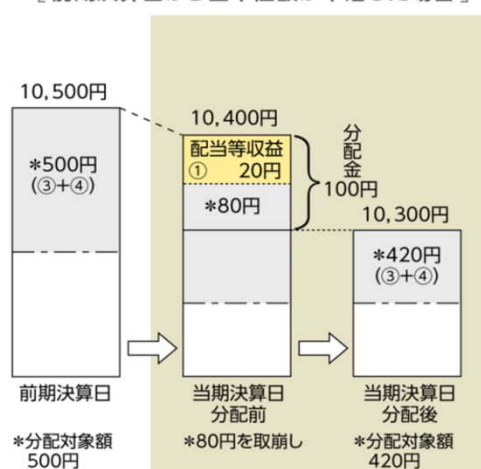 10,500円
*500円
(③+④)
前期決算日
*分配対象額
500円
10,400円
配当等収益
① 20円
*80円
分配金
100円
当期決算日
分配前
*80円を取崩し
10,300円
*420円
(③+④)
当期決算日
分配後
*分配対象額
420円